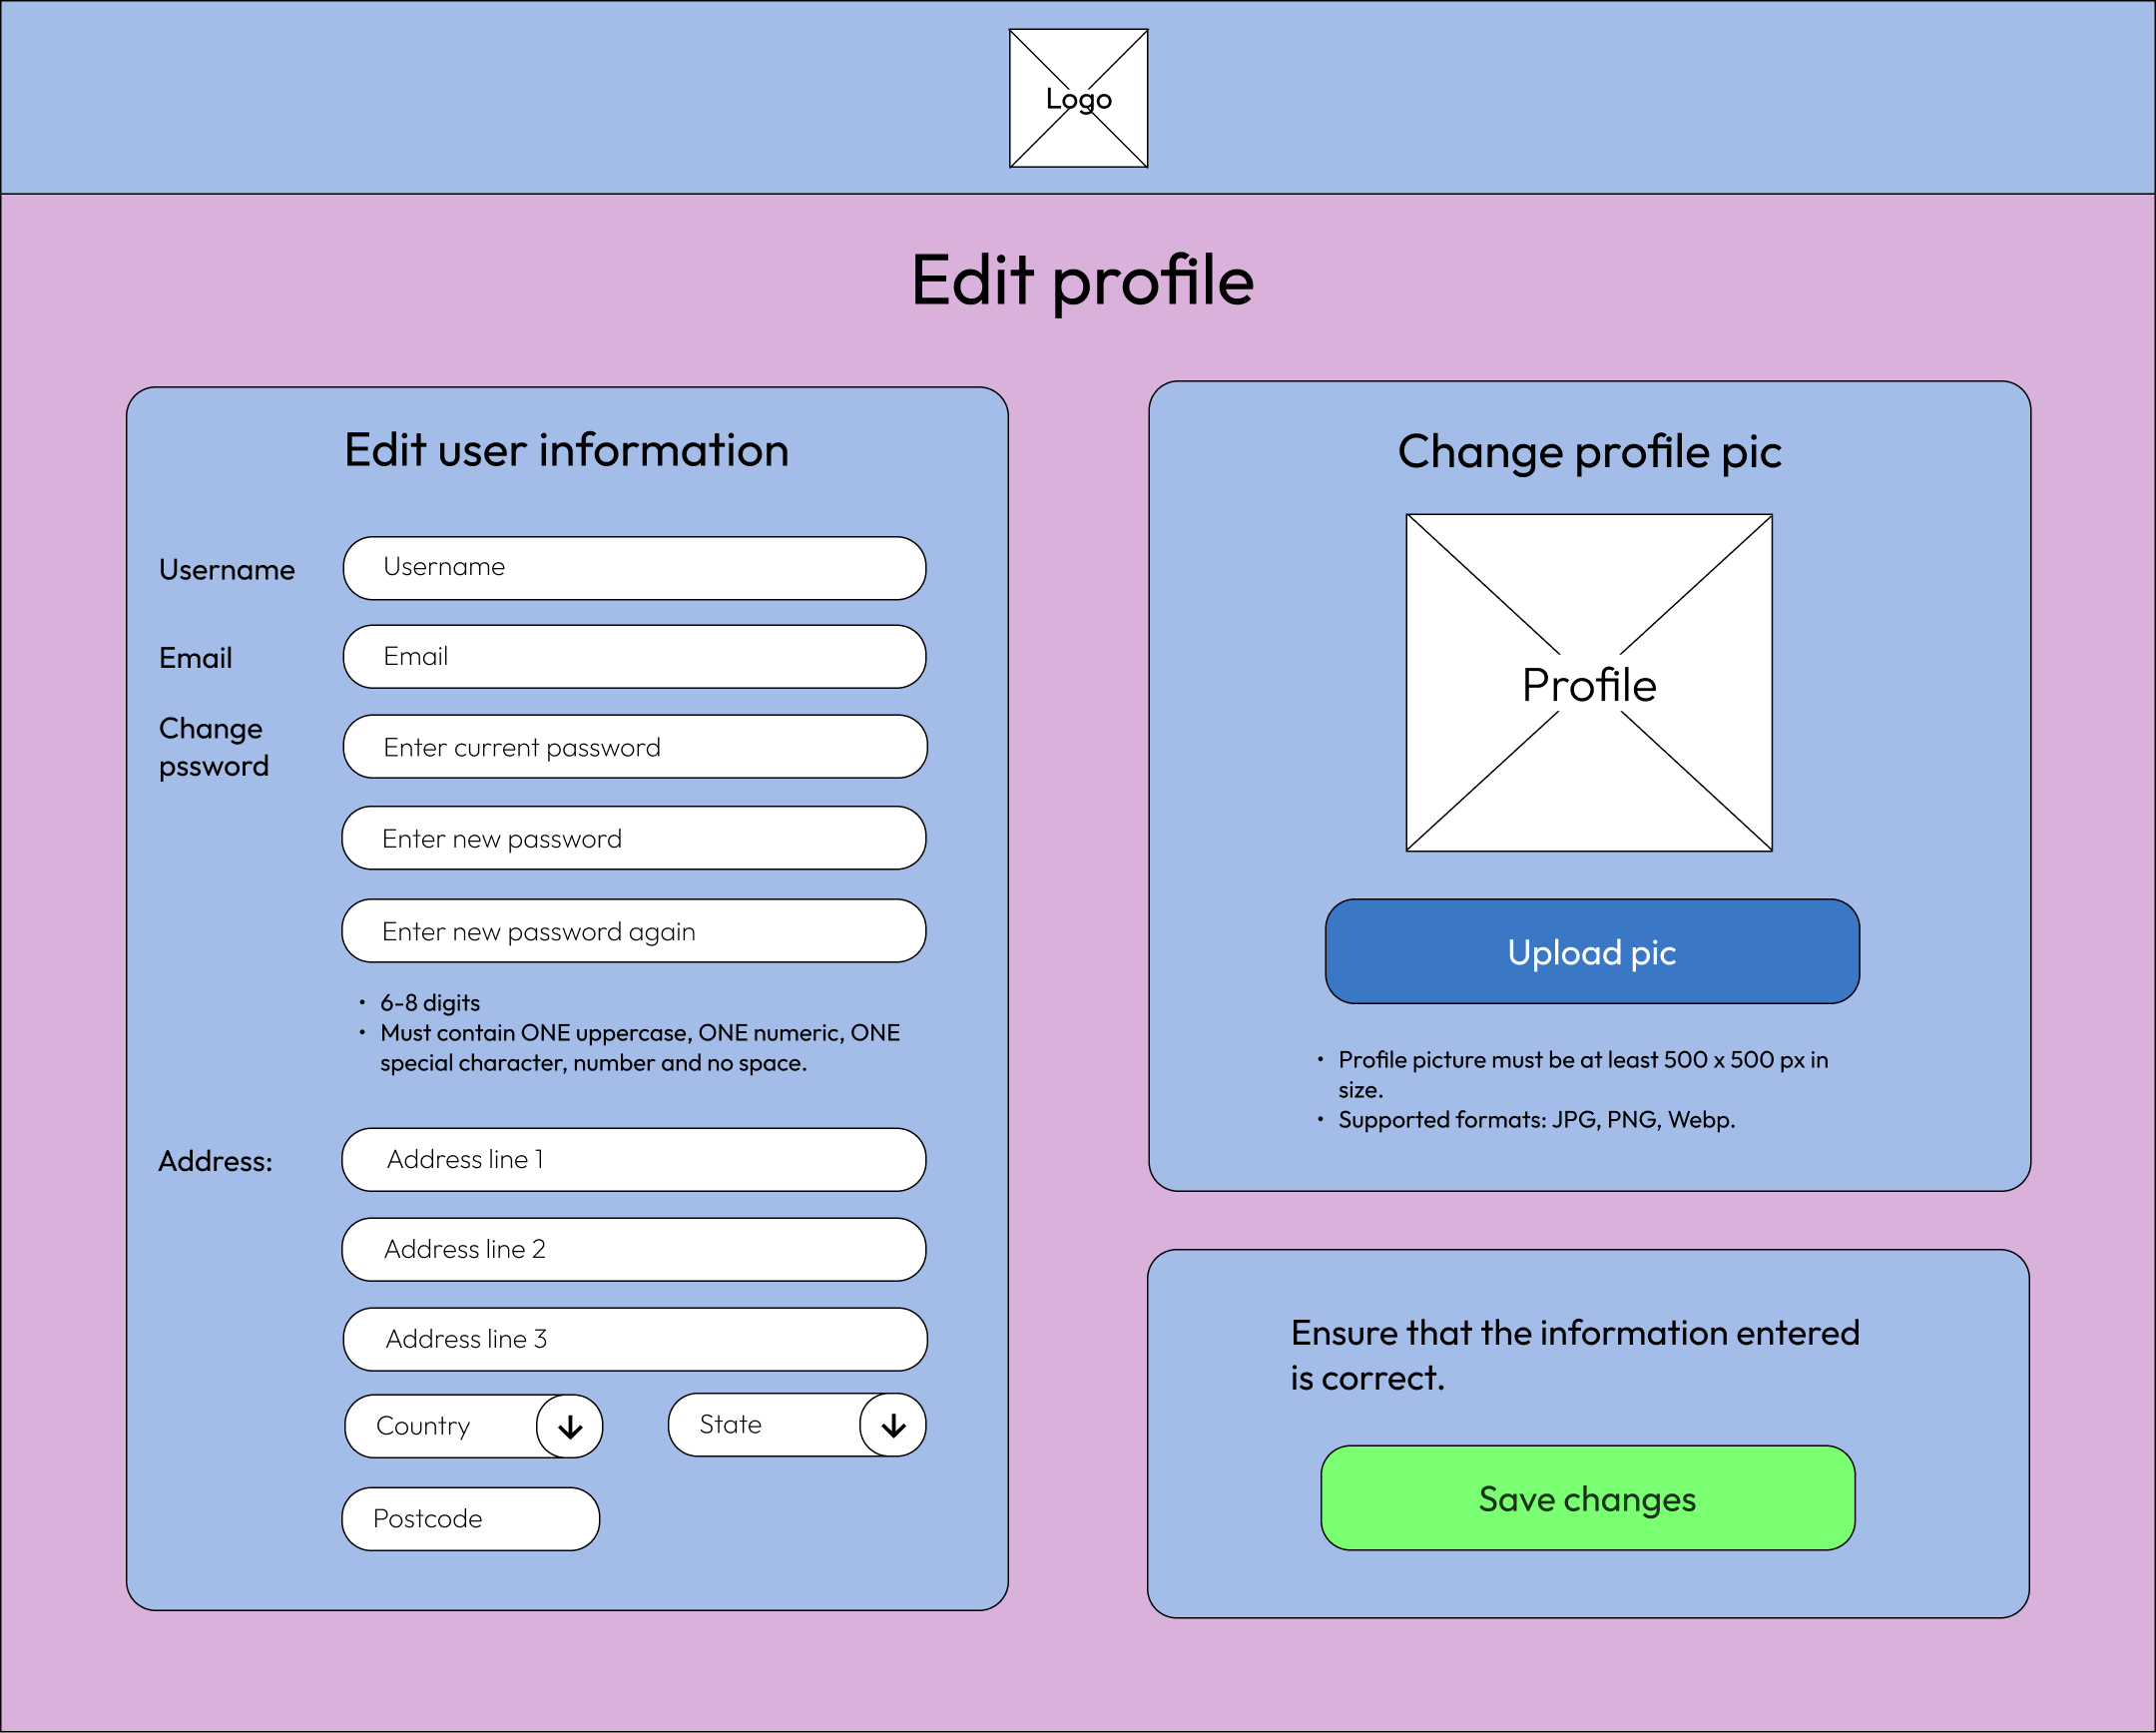 Logo
Edit profile
Edit user information
Username
Username
Email
Email
Change
pssword
Enter current password
Enter new password
Enter new password again
• 6-8 digits
• Must contain ONE uppercase, ONE numeric, ONE
special character, number and no space.
Address:
Address line 1
Address line 2
Address line 3
Country
State
Postcode
Change profile pic
Profile
Upload pic
• Profile picture must be at least 500 x 500 px in
size.
• Supported formats: JPG, PNG, Webp.
Ensure that the information entered
is correct.
Save changes